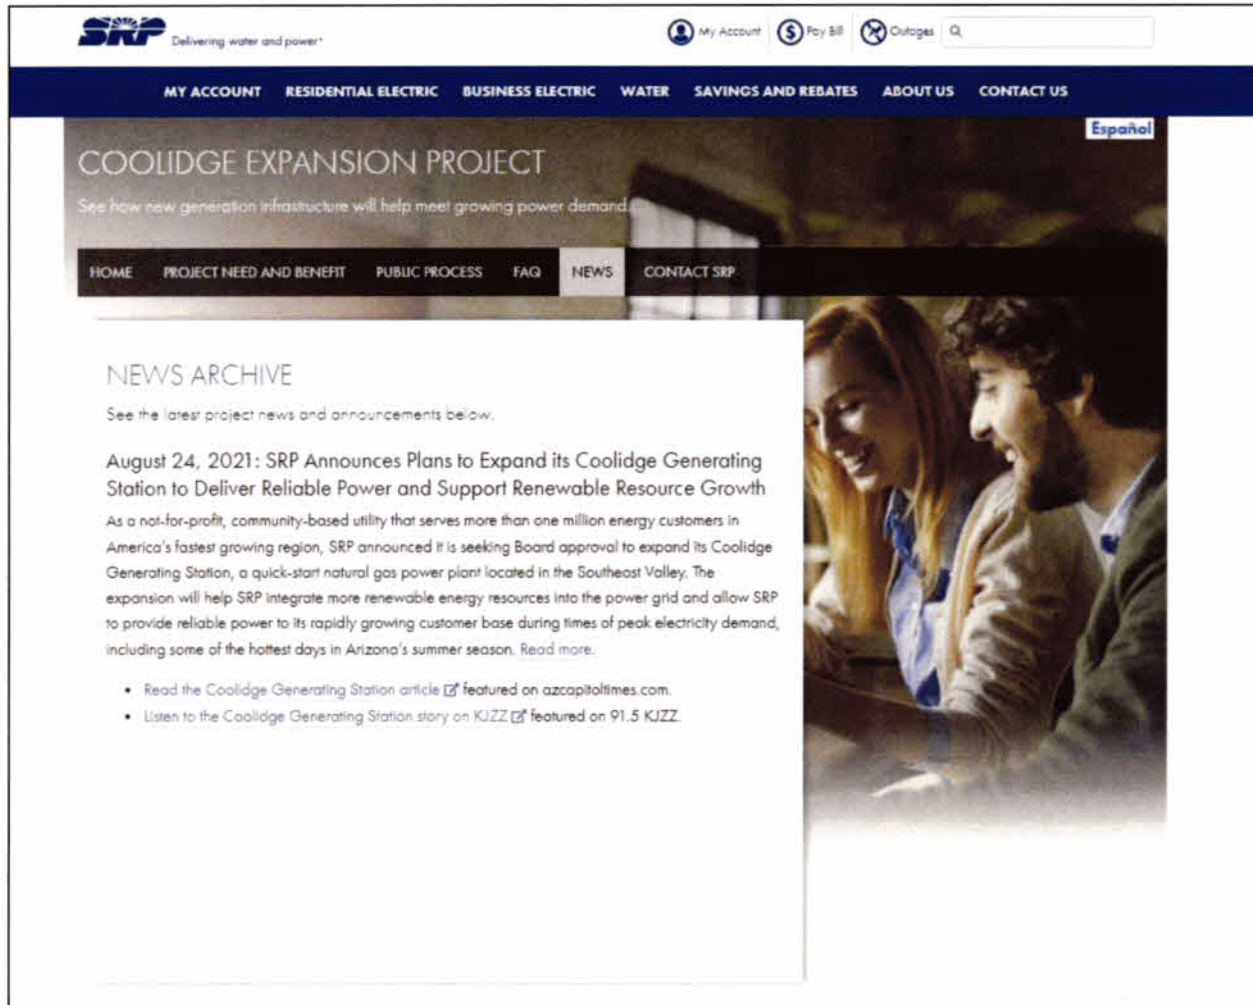 SRP Delivering water and power®
My Account Pay Bill Outages
MY ACCOUNT RESIDENTIAL ELECTRIC BUSINESS ELECTRIC WATER SAVINGS AND REBATES ABOUT US CONTACT US
Español
COOLIDGE EXPANSION PROJECT
See how new generation infrastructure will help meet growing power demand.
HOME PROJECT NEED AND BENEFIT PUBLIC PROCESS FAQ NEWS CONTACT SRP
NEWS ARCHIVE
See the latest project news and announcements below.
August 24, 2021: SRP Announces Plans to Expand its Coolidge Generating
Station to Deliver Reliable Power and Support Renewable Resource Growth
As a not-for-profit, community-based utility that serves more than one million energy customers in
America's fastest growing region, SRP announced it is seeking Board approval to expand its Coolidge
Generating Station, a quick-start natural gas power plant located in the Southeast Valley. The
expansion will help SRP integrate more renewable energy resources into the power grid and allow SRP
to provide reliable power to its rapidly growing customer base during times of peak electricity demand,
including some of the hottest days in Arizona's summer season. Read more.
• Read the Coolidge Generating Station article featured on azcapitoltimes.com.
• Listen to the Coolidge Generating Station story on KJZZ featured on 91.5 KJZZ.